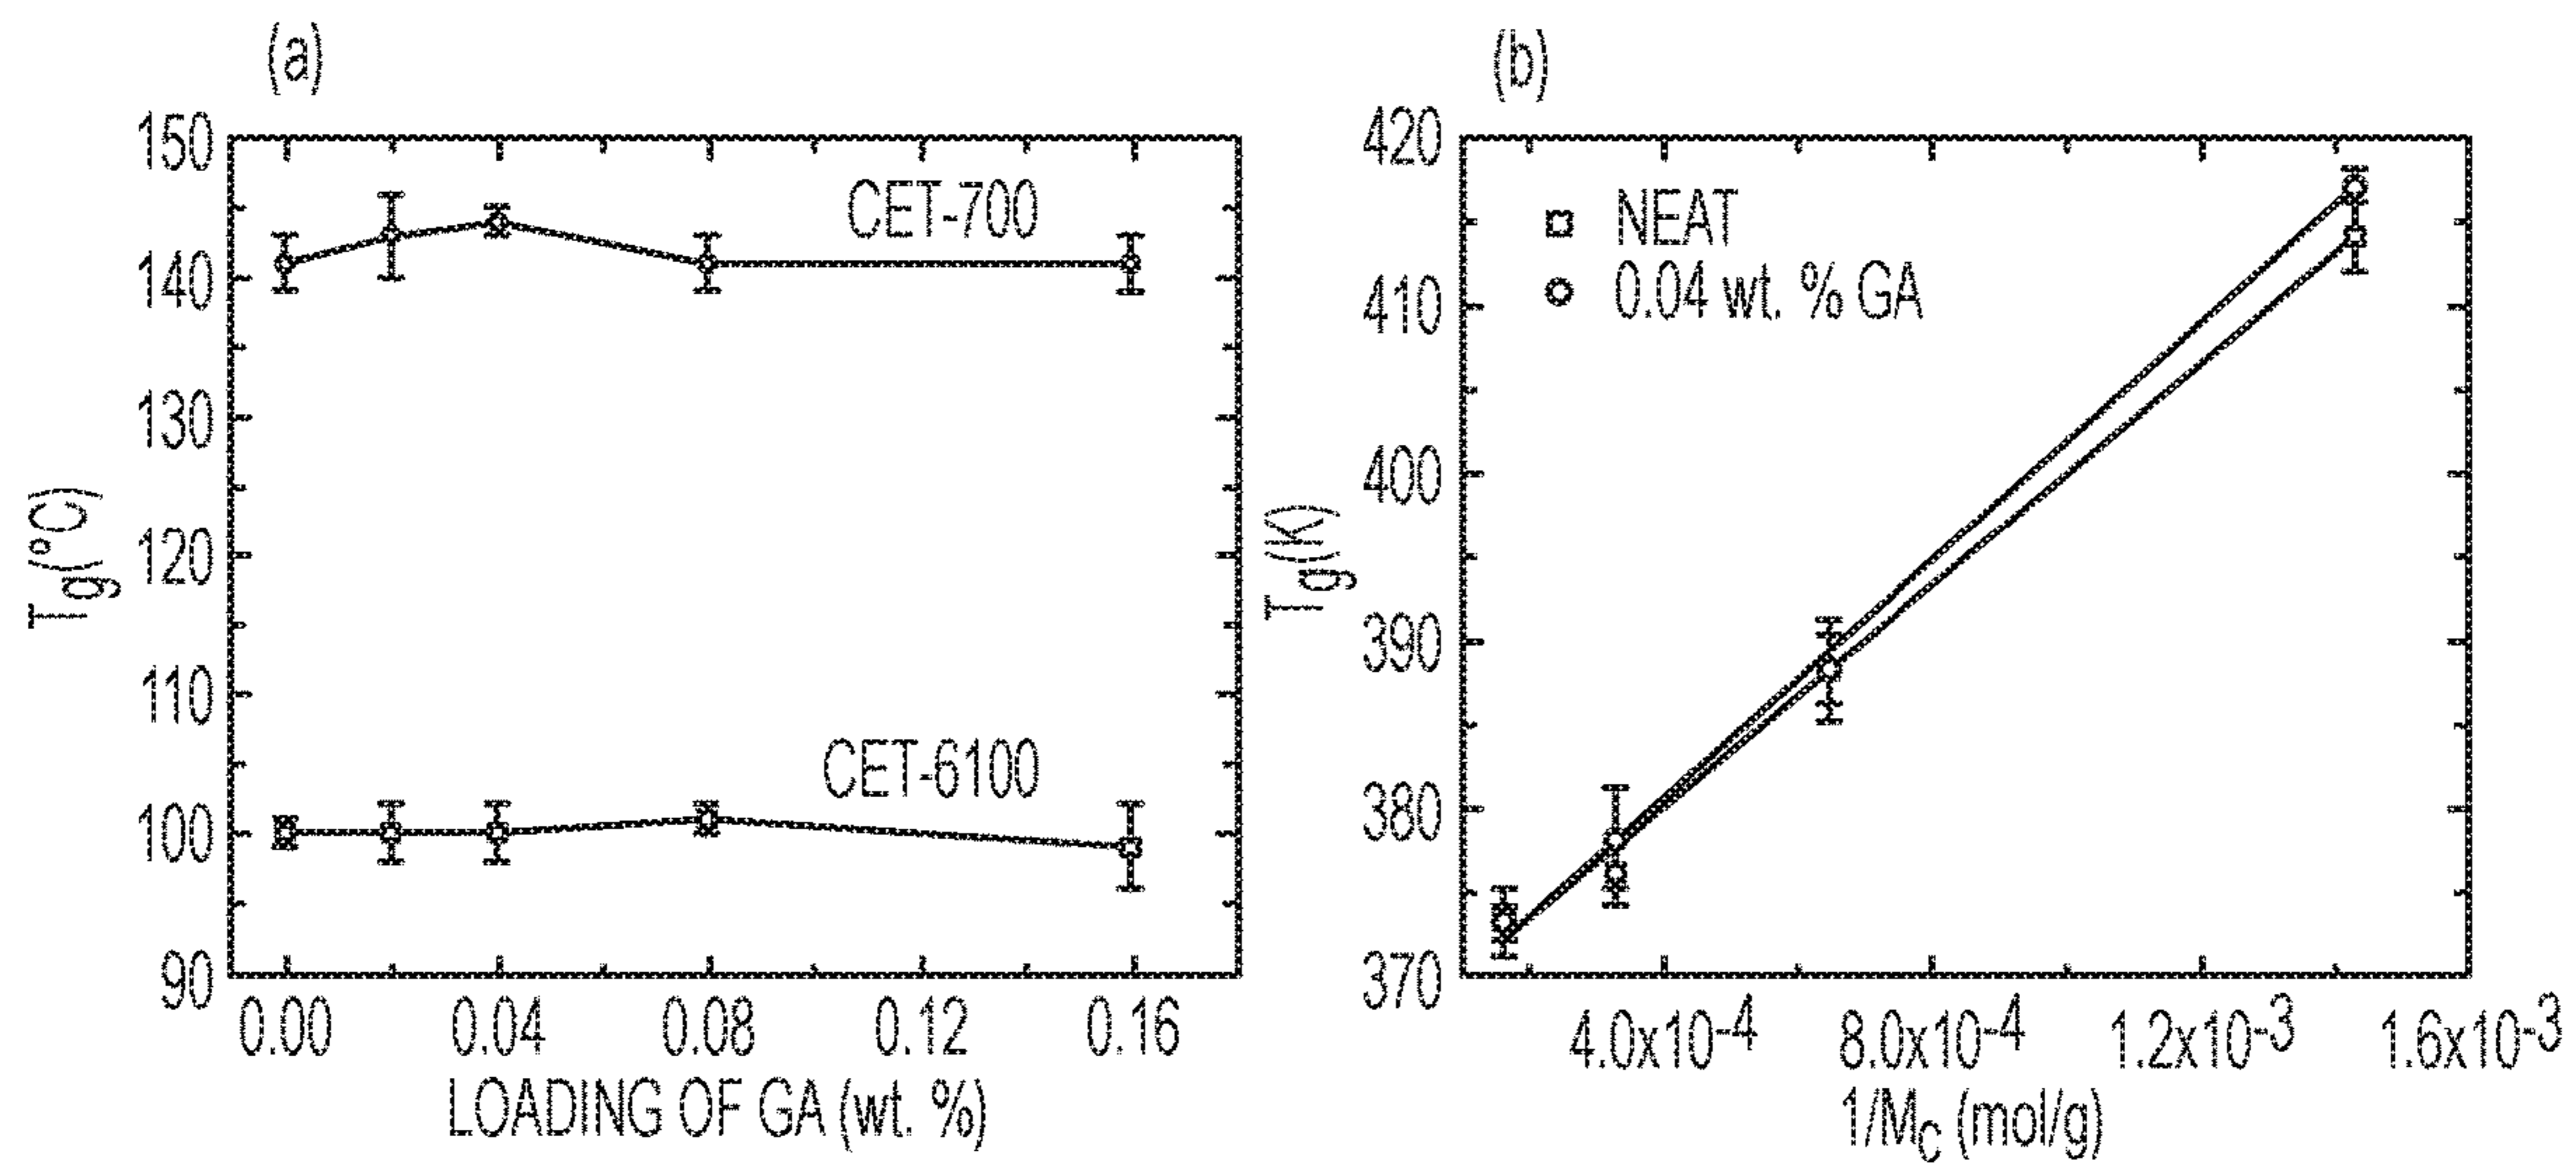 (a)
150
140
130
120
110
100
90
Tg(°C)
CET-700
CET-6100
0.00 0.04 0.08 0.12 0.16
LOADING OF GA (wt. %)
(b)
420
410
400
390
380
370
Tg(K)
NEAT
0.04 wt. % GA
4.0x10-4 8.0x10-4 1.2x10-3 1.6x10-3
1/MC (mol/g)